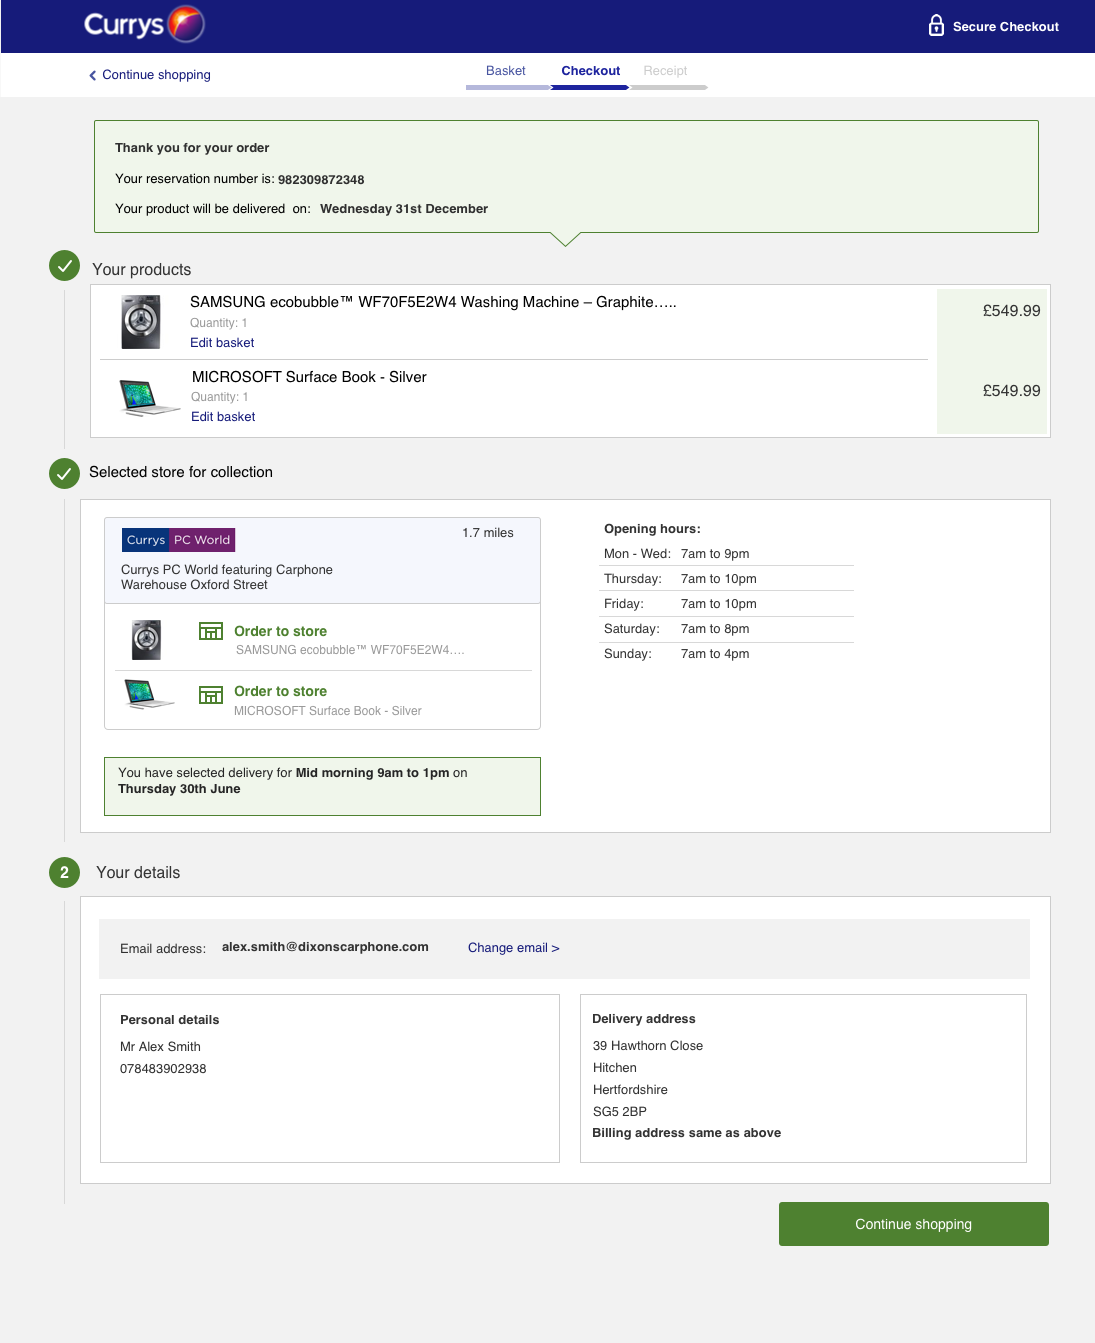 Currys
Secure Checkout
Continue shopping
Basket
Checkout
Receipt
Thank you for your order
Your reservation number is: 982309872348
Your product will be delivered on: Wednesday 31st December
Your products
SAMSUNG ecobubble™ WF70F5E2W4 Washing Machine – Graphite…..
£549.99
Quantity: 1
Edit basket
MICROSOFT Surface Book - Silver
£549.99
Quantity: 1
Edit basket
Selected store for collection
Currys PC World
1.7 miles
Currys PC World featuring Carphone
Warehouse Oxford Street
Order to store
SAMSUNG ecobubble™ WF70F5E2W4….
Order to store
MICROSOFT Surface Book - Silver
You have selected delivery for Mid morning 9am to 1pm on
Thursday 30th June
Opening hours:
Mon - Wed: 7am to 9pm
Thursday: 7am to 10pm
Friday: 7am to 10pm
Saturday: 7am to 8pm
Sunday: 7am to 4pm
2
Your details
Email address: alex.smith@dixonscarphone.com
Change email >
Personal details
Mr Alex Smith
078483902938
Delivery address
39 Hawthorn Close
Hitchen
Hertfordshire
SG5 2BP
Billing address same as above
Continue shopping